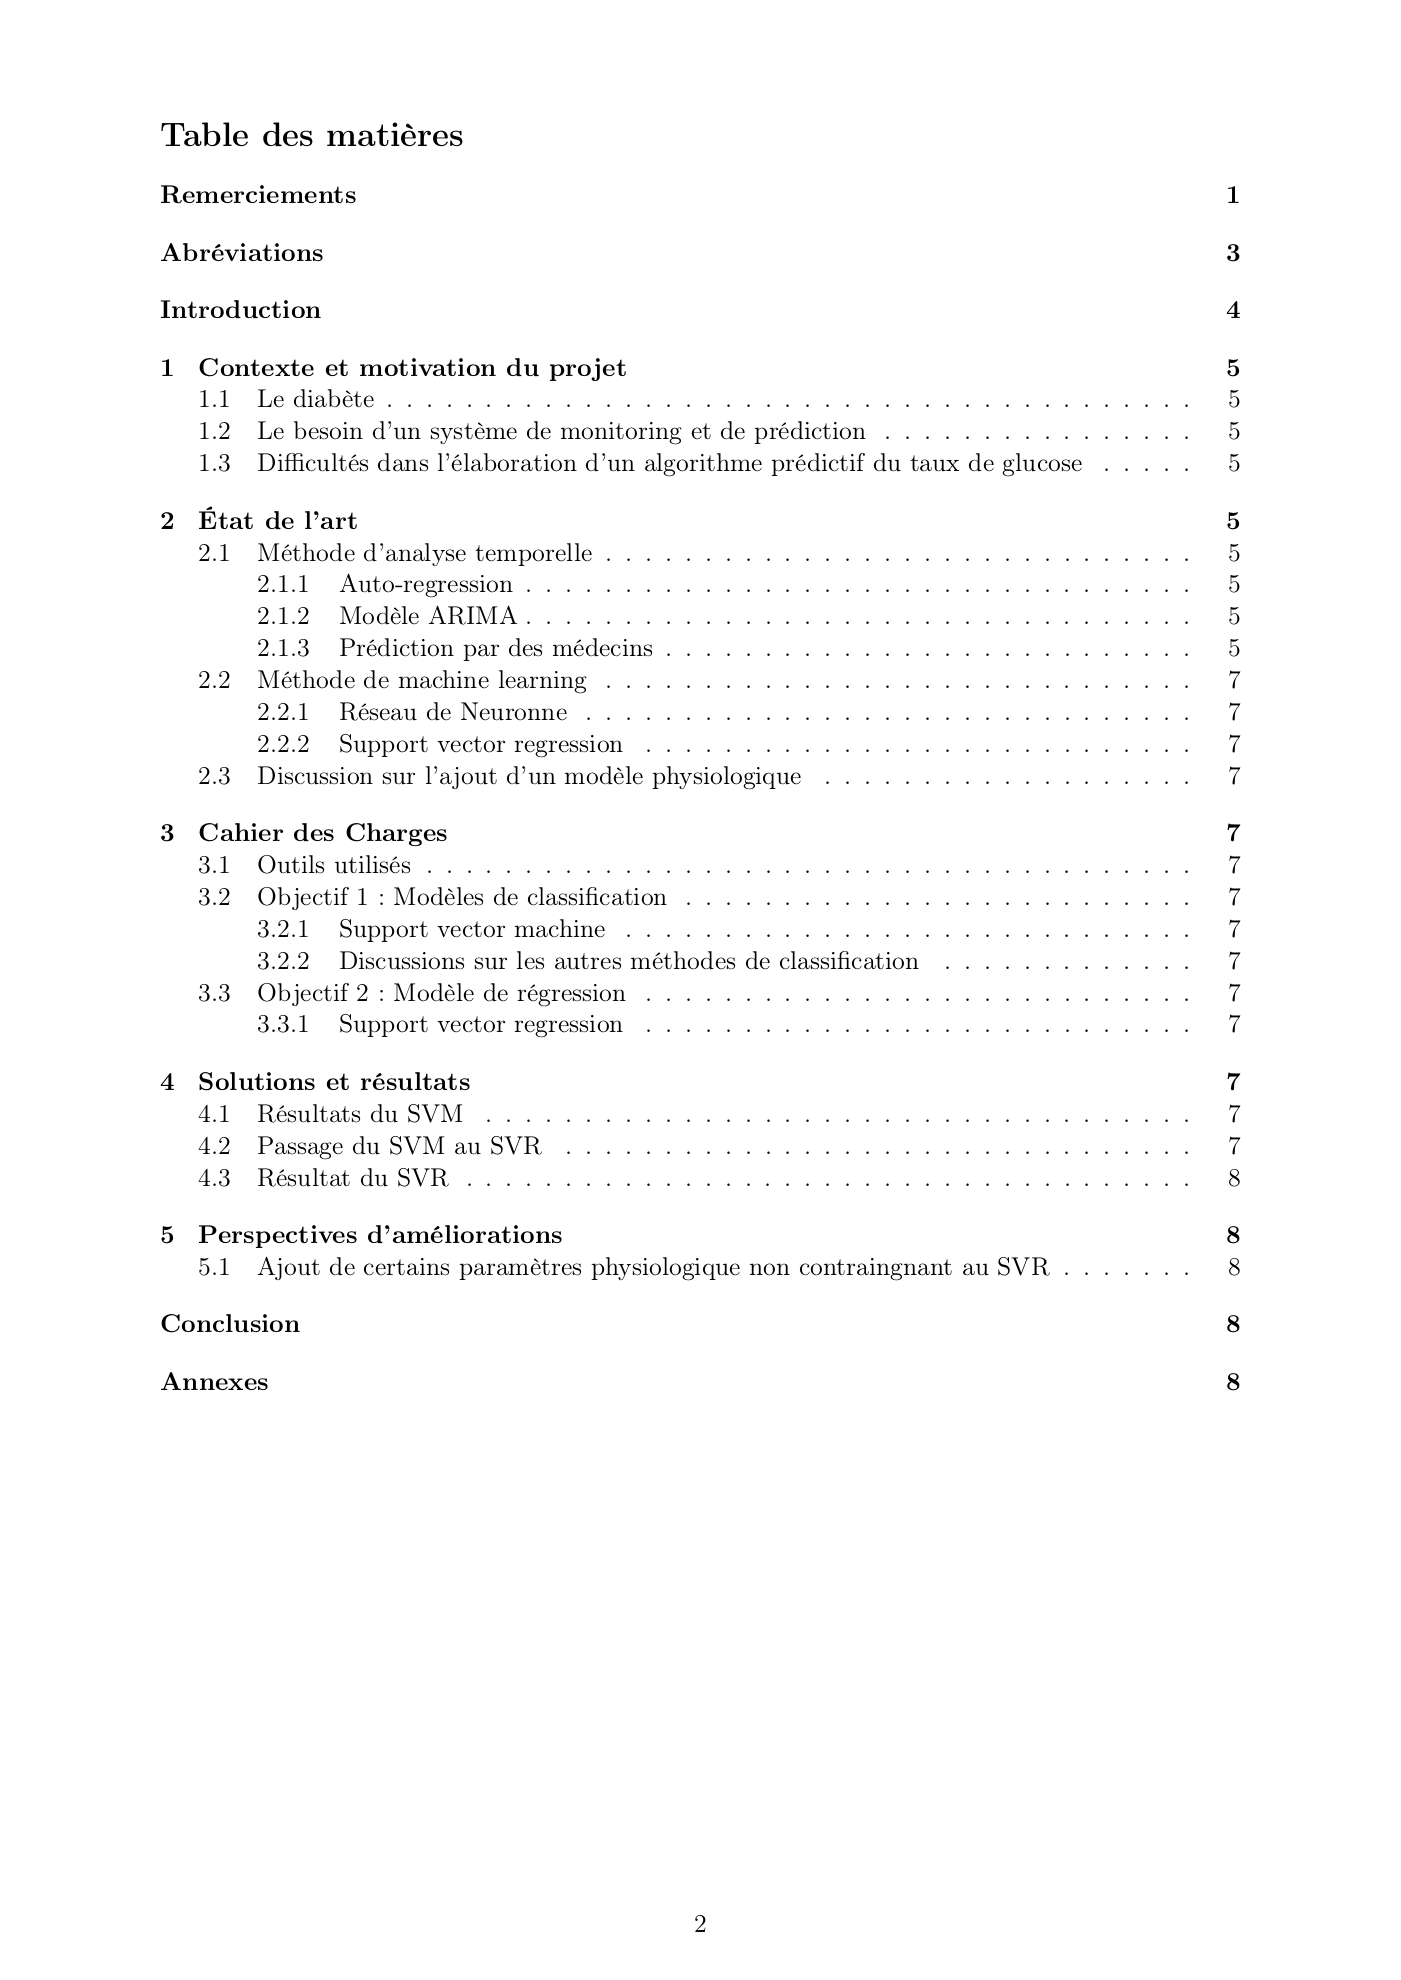 Table des matières
Remerciements 1
Abréviations 3
Introduction 4
1 Contexte et motivation du projet 5
1.1 Le diabète . . . . . . . . . . . . . . . . . . . . . . . . . . . . . . . . . . . . . . . . . 5
1.2 Le besoin d'un système de monitoring et de prédiction . . . . . . . . . . . . . . . . 5
1.3 Difficultés dans l'élaboration d'un algorithme prédictif du taux de glucose . . . . . 5
2 État de l'art 5
2.1 Méthode d'analyse temporelle . . . . . . . . . . . . . . . . . . . . . . . . . . . . . . 5
2.1.1 Auto-regression . . . . . . . . . . . . . . . . . . . . . . . . . . . . . . . . . . 5
2.1.2 Modèle ARIMA . . . . . . . . . . . . . . . . . . . . . . . . . . . . . . . . . . 5
2.1.3 Prédiction par des médecins . . . . . . . . . . . . . . . . . . . . . . . . . . . 5
2.2 Méthode de machine learning . . . . . . . . . . . . . . . . . . . . . . . . . . . . . . 7
2.2.1 Réseau de Neuronne . . . . . . . . . . . . . . . . . . . . . . . . . . . . . . . 7
2.2.2 Support vector regression . . . . . . . . . . . . . . . . . . . . . . . . . . . . 7
2.3 Discussion sur l'ajout d'un modèle physiologique . . . . . . . . . . . . . . . . . . . 7
3 Cahier des Charges 7
3.1 Outils utilisés . . . . . . . . . . . . . . . . . . . . . . . . . . . . . . . . . . . . . . . 7
3.2 Objectif 1 : Modèles de classification . . . . . . . . . . . . . . . . . . . . . . . . . . 7
3.2.1 Support vector machine . . . . . . . . . . . . . . . . . . . . . . . . . . . . . 7
3.2.2 Discussions sur les autres méthodes de classification . . . . . . . . . . . . . 7
3.3 Objectif 2 : Modèle de régression . . . . . . . . . . . . . . . . . . . . . . . . . . . . 7
3.3.1 Support vector regression . . . . . . . . . . . . . . . . . . . . . . . . . . . . 7
4 Solutions et résultats 7
4.1 Résultats du SVM . . . . . . . . . . . . . . . . . . . . . . . . . . . . . . . . . . . . 7
4.2 Passage du SVM au SVR . . . . . . . . . . . . . . . . . . . . . . . . . . . . . . . . 7
4.3 Résultat du SVR . . . . . . . . . . . . . . . . . . . . . . . . . . . . . . . . . . . . . 8
5 Perspectives d'améliorations 8
5.1 Ajout de certains paramètres physiologique non contraingnant au SVR . . . . . . . 8
Conclusion 8
Annexes 8
2